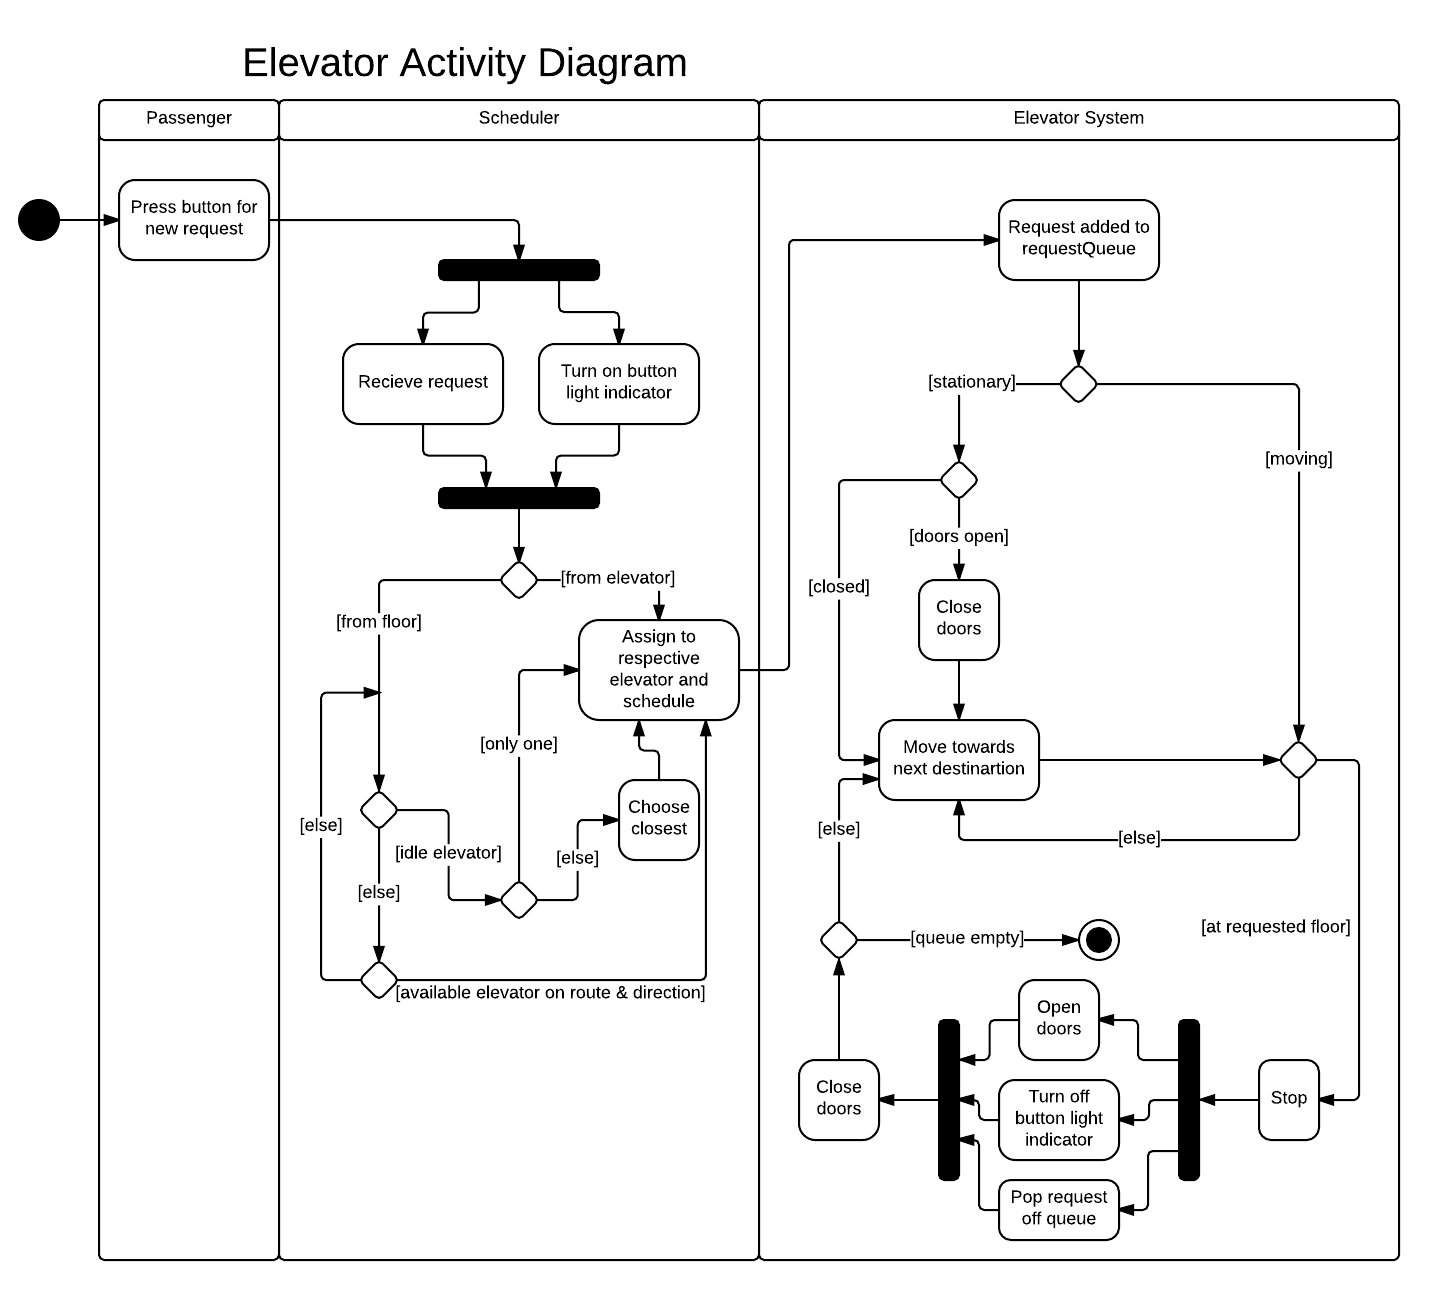 Elevator Activity Diagram
Passenger
Scheduler
Elevator System
Press button for
new request
Recieve request
Turn on button
light indicator
[from elevator]
[from floor]
Assign to
respective
elevator and
schedule
[only one]
Choose
closest
[else]
[idle elevator]
[else]
[else]
[available elevator on route & direction]
Request added to
requestQueue
[stationary]
[moving]
[doors open]
[closed]
Close
doors
Move towards
next destinartion
[else]
[else]
[at requested floor]
[queue empty]
Open
doors
Turn off
button light
indicator
Pop request
off queue
Stop
Close
doors